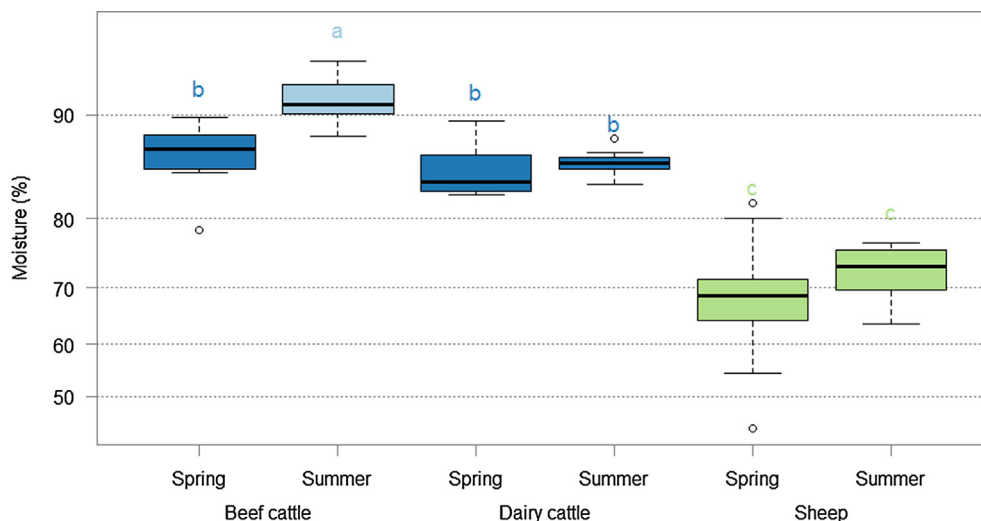 a
b
b
b
90
c
c
80
70
60
50
Moisture (%)
Spring Summer Spring Summer Spring Summer
Beef cattle Dairy cattle Sheep